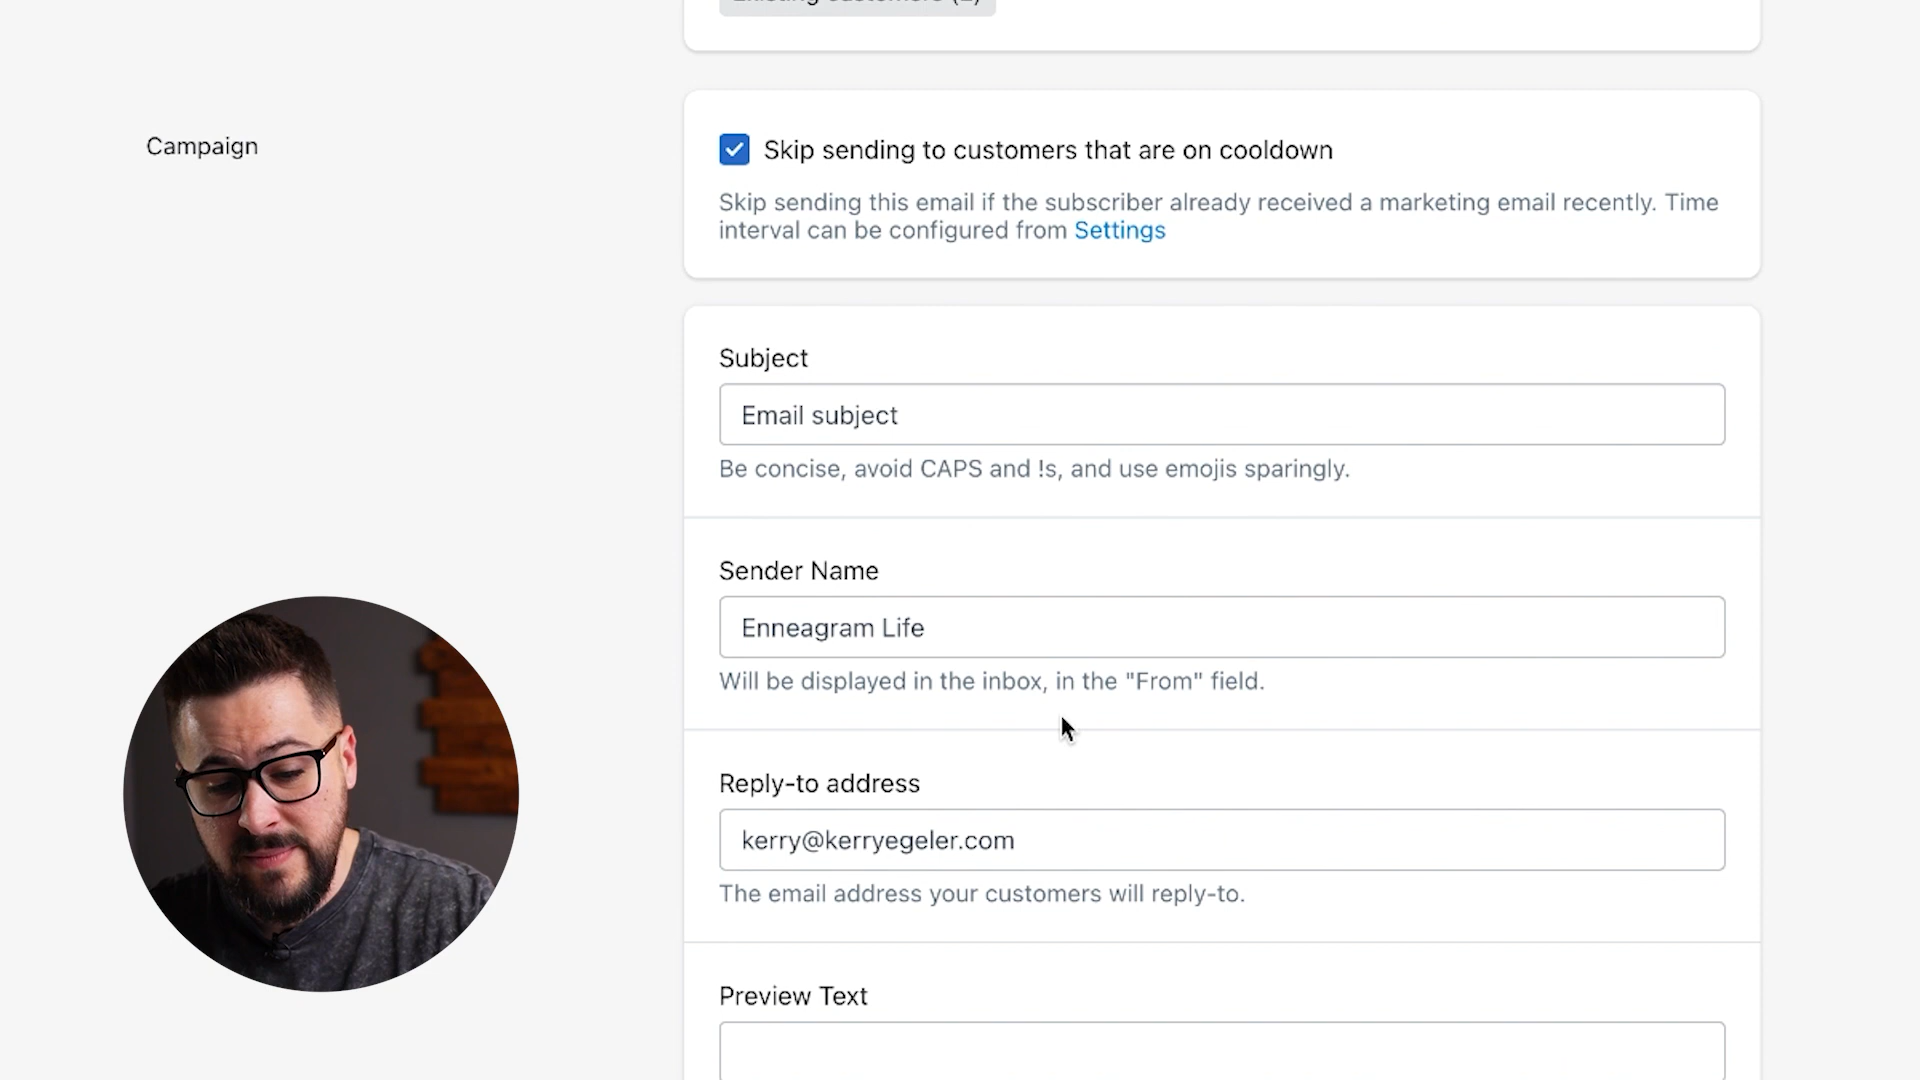 Existing customers (2)
Campaign
Skip sending to customers that are on cooldown
Skip sending this email if the subscriber already received a marketing email recently. Time
interval can be configured from Settings
Subject
Email subject
Be concise, avoid CAPS and !s, and use emojis sparingly.
Sender Name
Enneagram Life
Will be displayed in the inbox, in the "From" field.
Reply-to address
kerry@kerryegeler.com
The email address your customers will reply-to.
Preview Text